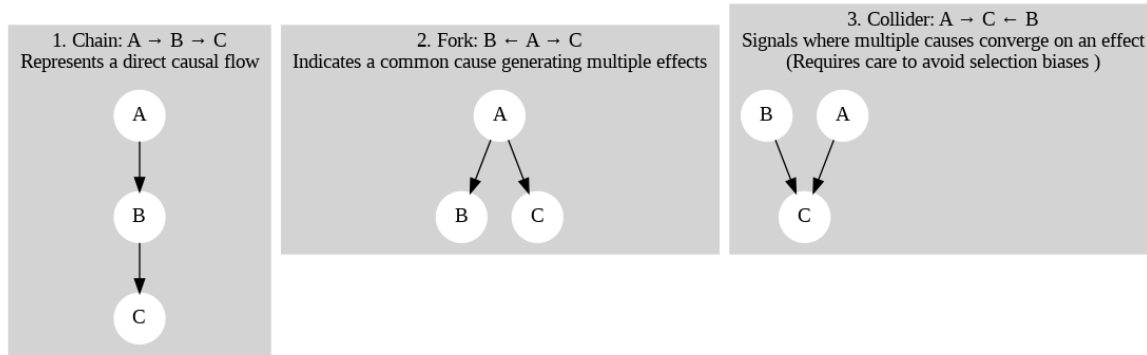 1. Chain: A → B → C
Represents a direct causal flow
A
B
C
2. Fork: B ← A → C
Indicates a common cause generating multiple effects
A
B C
3. Collider: A → C ← B
Signals where multiple causes converge on an effect
(Requires care to avoid selection biases )
B A
C